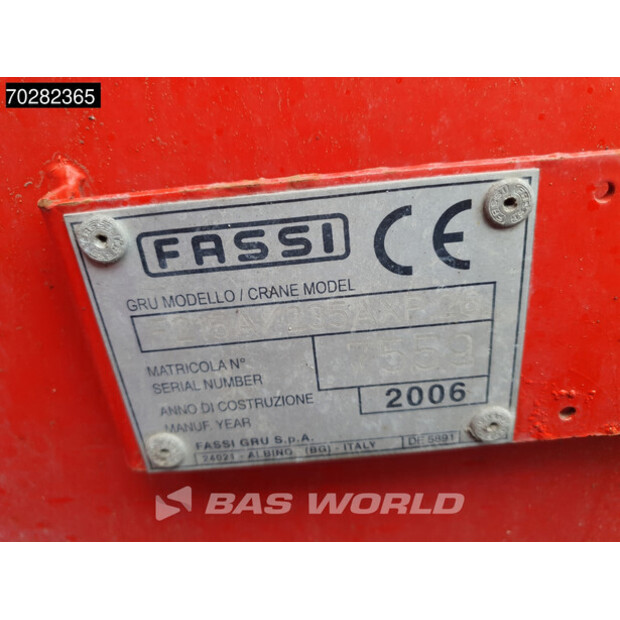 70282365
FASSI CE
GRU MODELLO / CRANE MODEL
MATRICOLA N°
SERIAL NUMBER
ANNO DI COSTRUZIONE
MANUF. YEAR
2006
FASSI GRU S.p.A.
24021 - ALBINO (BG) - ITALY
DE 5891
BAS WORLD